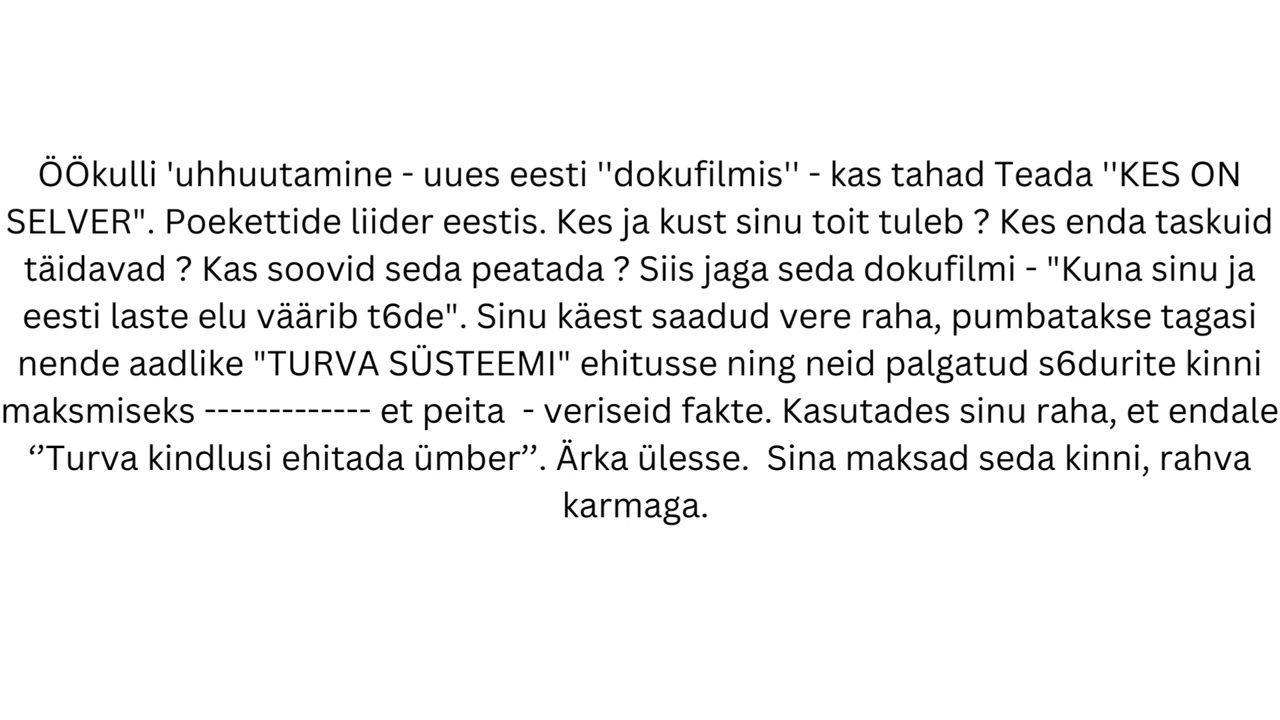 ÖÖkulli 'uhhuutamine - uues eesti ''dokufilmis'' - kas tahad Teada ''KES ON
SELVER". Poekettide liider eestis. Kes ja kust sinu toit tuleb ? Kes enda taskuid
täidavad ? Kas soovid seda peatada ? Siis jaga seda dokufilmi - "Kuna sinu ja
eesti laste elu väärib t6de". Sinu käest saadud vere raha, pumbatakse tagasi
nende aadlike "TURVA SÜSTEEMI" ehitusse ning neid palgatud s6durite kinni
maksmiseks ------------- et peita  - veriseid fakte. Kasutades sinu raha, et endale
‘’Turva kindlusi ehitada ümber’’. Ärka ülesse.  Sina maksad seda kinni, rahva
karmaga.